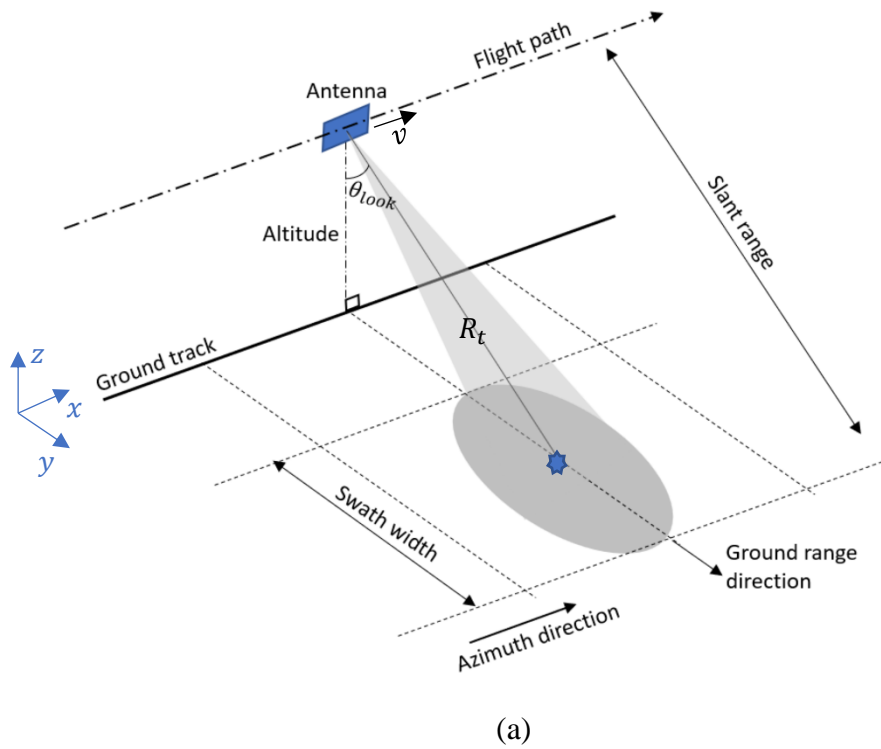 Flight path
Antenna
v
θlook
Slant range
Altitude
Rt
Ground track
z
x
y
Swath width
Ground range
direction
Azimuth direction
(a)